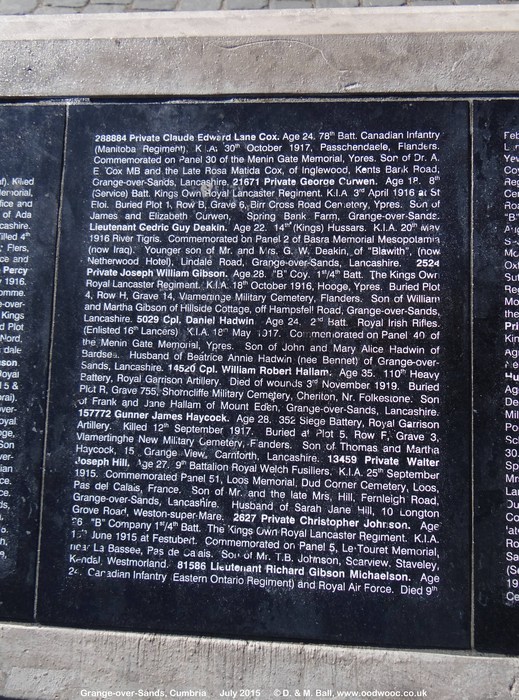 288884 Private Claude Edward Lane Cox. Age 24. 78th Batt. Canadian Infantry
(Manitoba Regiment). K.I.A. 30th October 1917, Passchendaele, Flanders.
Commemorated on Panel 30 of the Menin Gate Memorial, Ypres. Son of Dr. A.
E Cox MB and the Late Rosa Matilda Cox, of Inglewood, Kents Bank Road,
Grange-over-Sands, Lancashire. 21671 Private George Curwen. Age 18. 8th
(Service) Batt. Kings Own Royal Lancaster Regiment. K.I.A. 3rd April 1916 at St
Eloi. Buried Plot 1, Row B, Grave 6, Birr Cross Road Cemetery, Ypres. Son of
James and Elizabeth Curwen, Spring Bank Farm, Grange-over-Sands.
Lieutenant Cedric Guy Deakin. Age 22. 14th (Kings) Hussars. K.I.A. 20th May
1916 River Tigris. Commemorated on Panel 2 of Basra Memorial Mesopotamia
(now Iraq). Younger son of Mr. and Mrs. G. W. Deakin, of "Blawith", (now
Netherwood Hotel), Lindale Road, Grange-over-Sands, Lancashire. 2524
Private Joseph William Gibson. Age.28. "B" Coy. 1st/4th Batt. The Kings Own
Royal Lancaster Regiment. K.I.A. 18th October 1916, Hooge, Ypres. Buried Plot
4, Row H, Grave 14, Vlamertinge Military Cemetery, Flanders. Son of William
and Martha Gibson of Hillside Cottage, off Hampsfell Road, Grange-over-Sands,
Lancashire. 5029 Cpl. Daniel Hadwin. Age 24. 2nd Batt. Royal Irish Rifles.
(Enlisted 16th Lancers) K.I.A. 18th May 1917. Commemorated on Panel 40 of
the Menin Gate Memorial, Ypres. Son of John and Mary Alice Hadwin of
Bardsea. Husband of Beatrice Annie Hadwin (nee Bennet) of Grange-over-
Sands, Lancashire. 14520 Cpl. William Robert Hallam. Age 35. 110th Heavy
Battery, Royal Garrison Artillery. Died of wounds 3rd November 1919. Buried
Plot R, Grave 755, Shorncliffe Military Cemetery, Cheriton, Nr. Folkestone. Son
of Frank and Jane Hallam of Mount Eden, Grange-over-Sands, Lancashire.
157772 Gunner James Haycock. Age 28. 352 Siege Battery, Royal Garrison
Artillery. Killed 12th September 1917. Buried at Plot 5, Row F, Grave 3,
Vlamertinghe New Military Cemetery, Flanders. Son of Thomas and Martha
Haycock, 15 Grange View, Carnforth, Lancashire. 13459 Private Walter
Joseph Hill. Age 27. 9th Battalion Royal Welch Fusiliers. K.I.A. 25th September
1915. Commemorated Panel 51, Loos Memorial, Dud Corner Cemetery, Loos,
Pas del Calais, France. Son of Mr. and the late Mrs, Hill, Fernleigh Road,
Grange-over-Sands, Lancashire. Husband of Sarah Jane Hill, 10 Longton
Grove Road, Weston-super-Mare. 2627 Private Christopher Johnson. Age
26 "B" Company 1st/4th Batt. The Kings Own Royal Lancaster Regiment. K.I.A.
June 1915 at Festubert. Commemorated on Panel 5, Le-Touret Memorial,
near La Bassee, Pas de Calais. Son of Mr. T.B. Johnson, Scarview. Staveley,
Kendal, Westmorland. 81586 Lieutenant Richard Gibson Michaelson. Age
Canadian Infantry Eastern Ontario Regiment) and Royal Air Force. Died 9th
Grange-over-Sands, Cumbria July 2015 © D. & M. Ball, www.oodwooc.co.uk